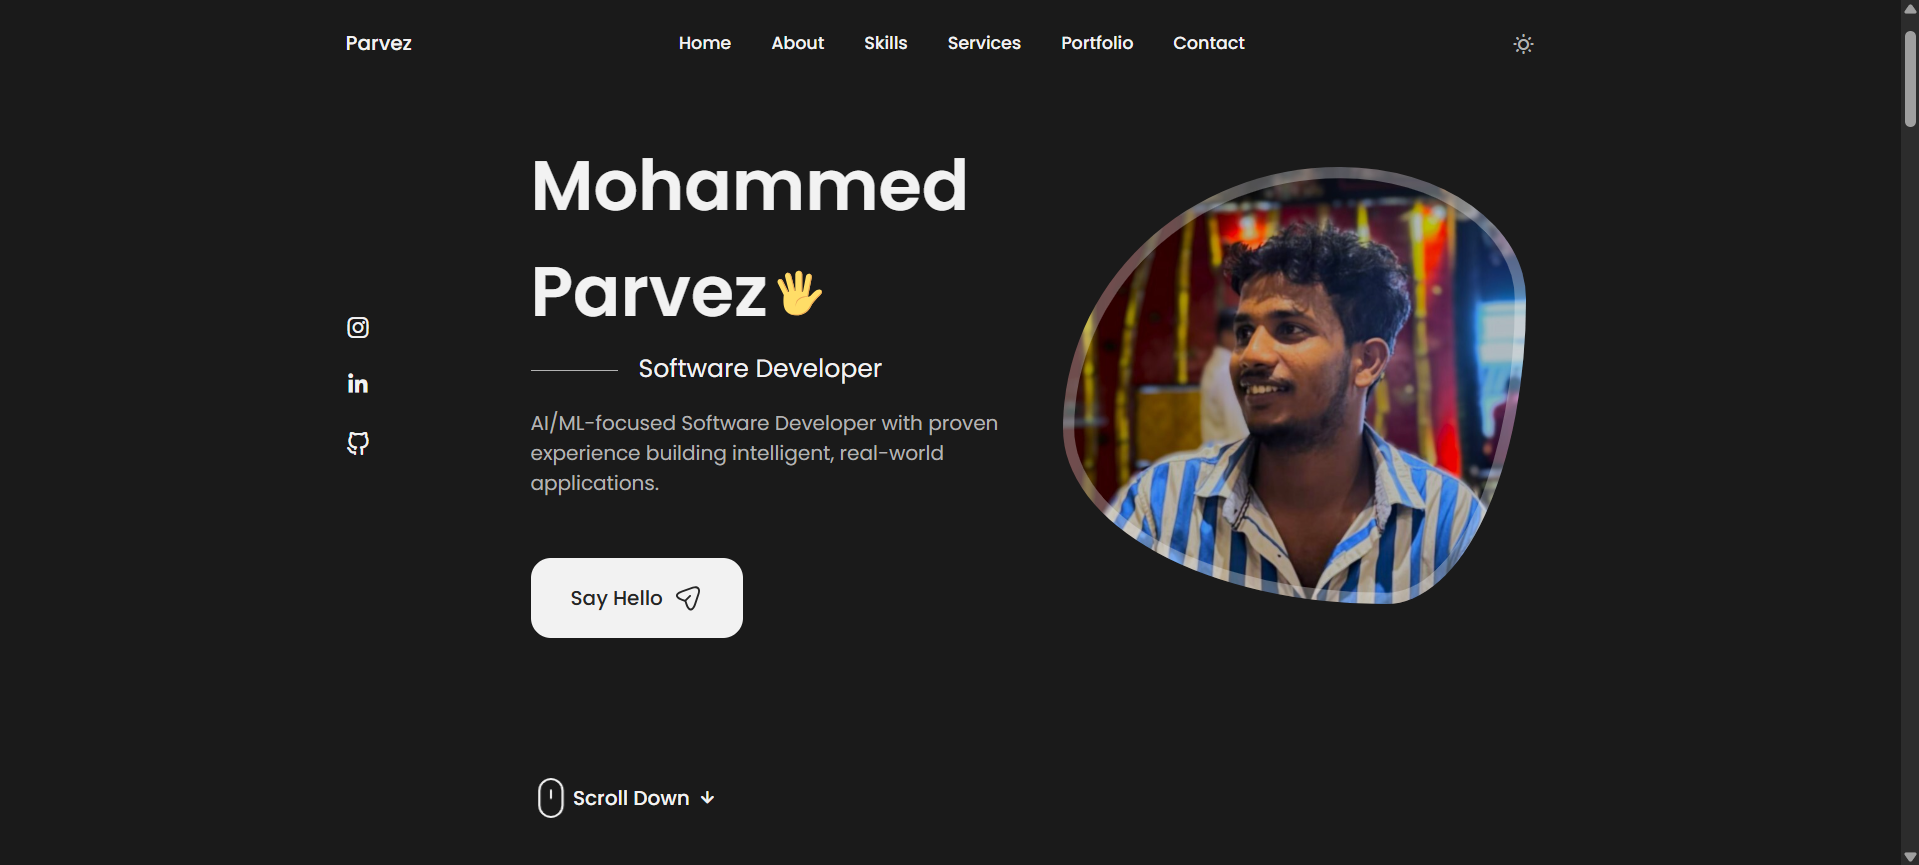 Parvez
Home About Skills Services Portfolio Contact
Mohammed
Parvez👋
Software Developer
AI/ML-focused Software Developer with proven
experience building intelligent, real-world
applications.
Say Hello
Scroll Down ↓